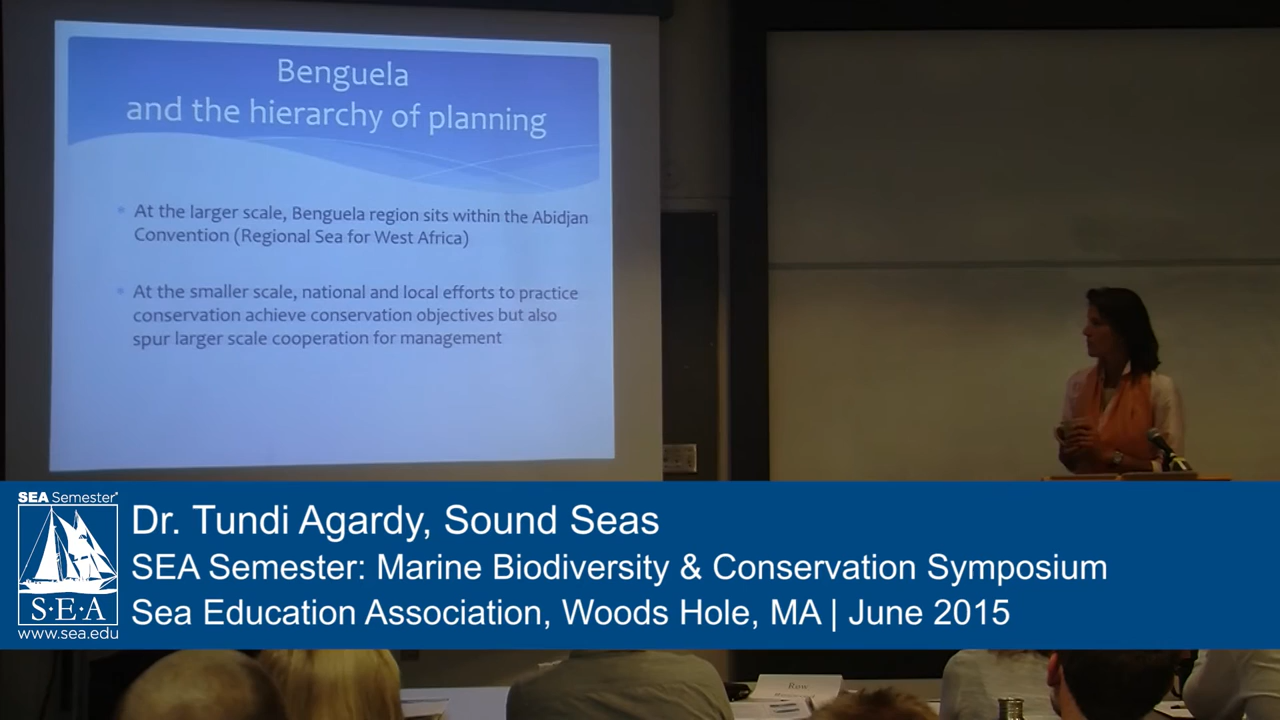 Benguela
and the hierarchy of planning
At the larger scale, Benguela region sits within the Abidjan
Convention (Regional Sea for West Africa)
At the smaller scale, national and local efforts to practice
conservation achieve conservation objectives but also
spur larger scale cooperation for management
SEA Semester®
S·E·A
www.sea.edu
Dr. Tundi Agardy, Sound Seas
SEA Semester: Marine Biodiversity & Conservation Symposium
Sea Education Association, Woods Hole, MA | June 2015